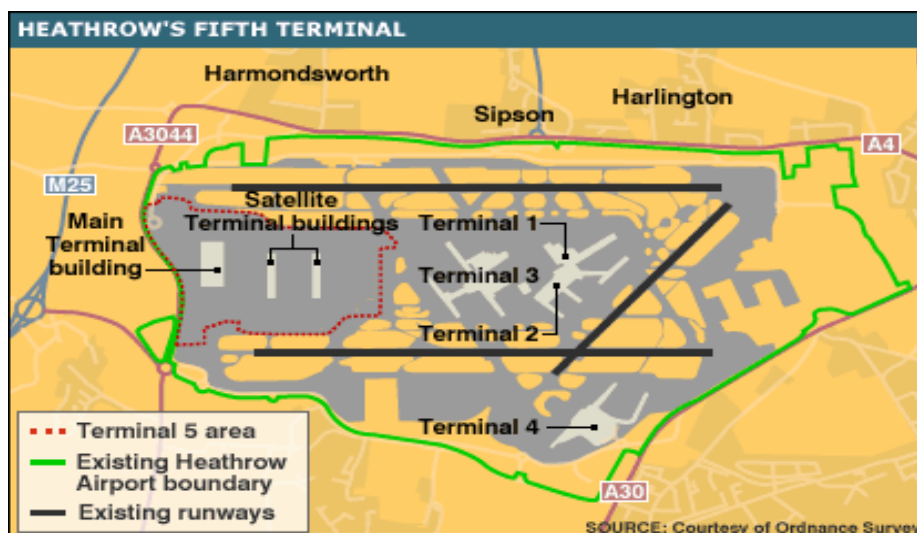 HEATHROW'S FIFTH TERMINAL
Harmondsworth
Harlington
Sipson
A3044
A4
M25
Satellite
Terminal buildings
Main
Terminal
building
Terminal 1
Terminal 3
Terminal 2
Terminal 4
Terminal 5 area
Existing Heathrow
Airport boundary
Existing runways
A30
SOURCE: Courtesy of Ordnance Survey